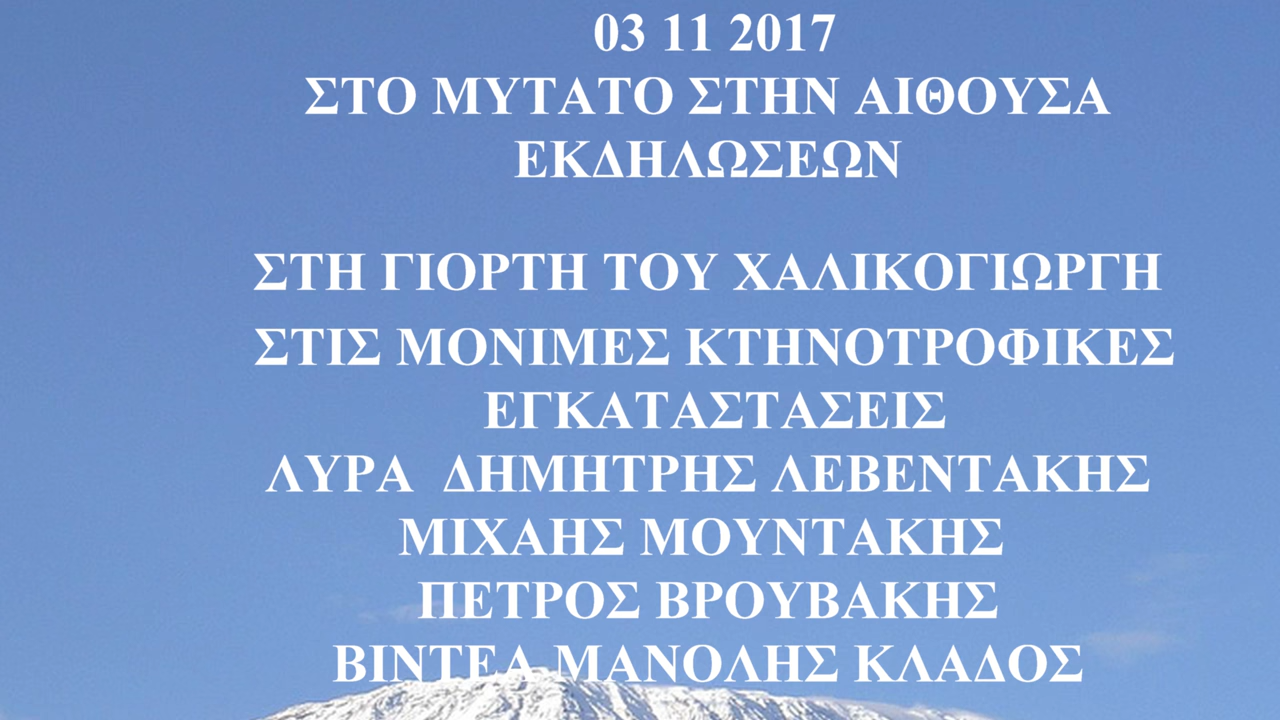 03 11 2017
ΣΤΟ ΜΥΤΑΤΟ ΣΤΗΝ ΑΙΘΟΥΣΑ
ΕΚΔΗΛΩΣΕΩΝ
ΣΤΗ ΓΙΟΡΤΗ ΤΟΥ ΧΑΛΙΚΟΓΙΩΡΓΗ
ΣΤΙΣ ΜΟΝΙΜΕΣ ΚΤΗΝΟΤΡΟΦΙΚΕΣ
ΕΓΚΑΤΑΣΤΑΣΕΙΣ
ΛΥΡΑ ΔΗΜΗΤΡΗΣ ΛΕΒΕΝΤΑΚΗΣ
ΜΙΧΑΗΣ ΜΟΥΝΤΑΚΗΣ
ΠΕΤΡΟΣ ΒΡΟΥΒΑΚΗΣ
ΒΙΝΤΕΑ ΜΑΝΟΛΗΣ ΚΛΑΔΟΣ